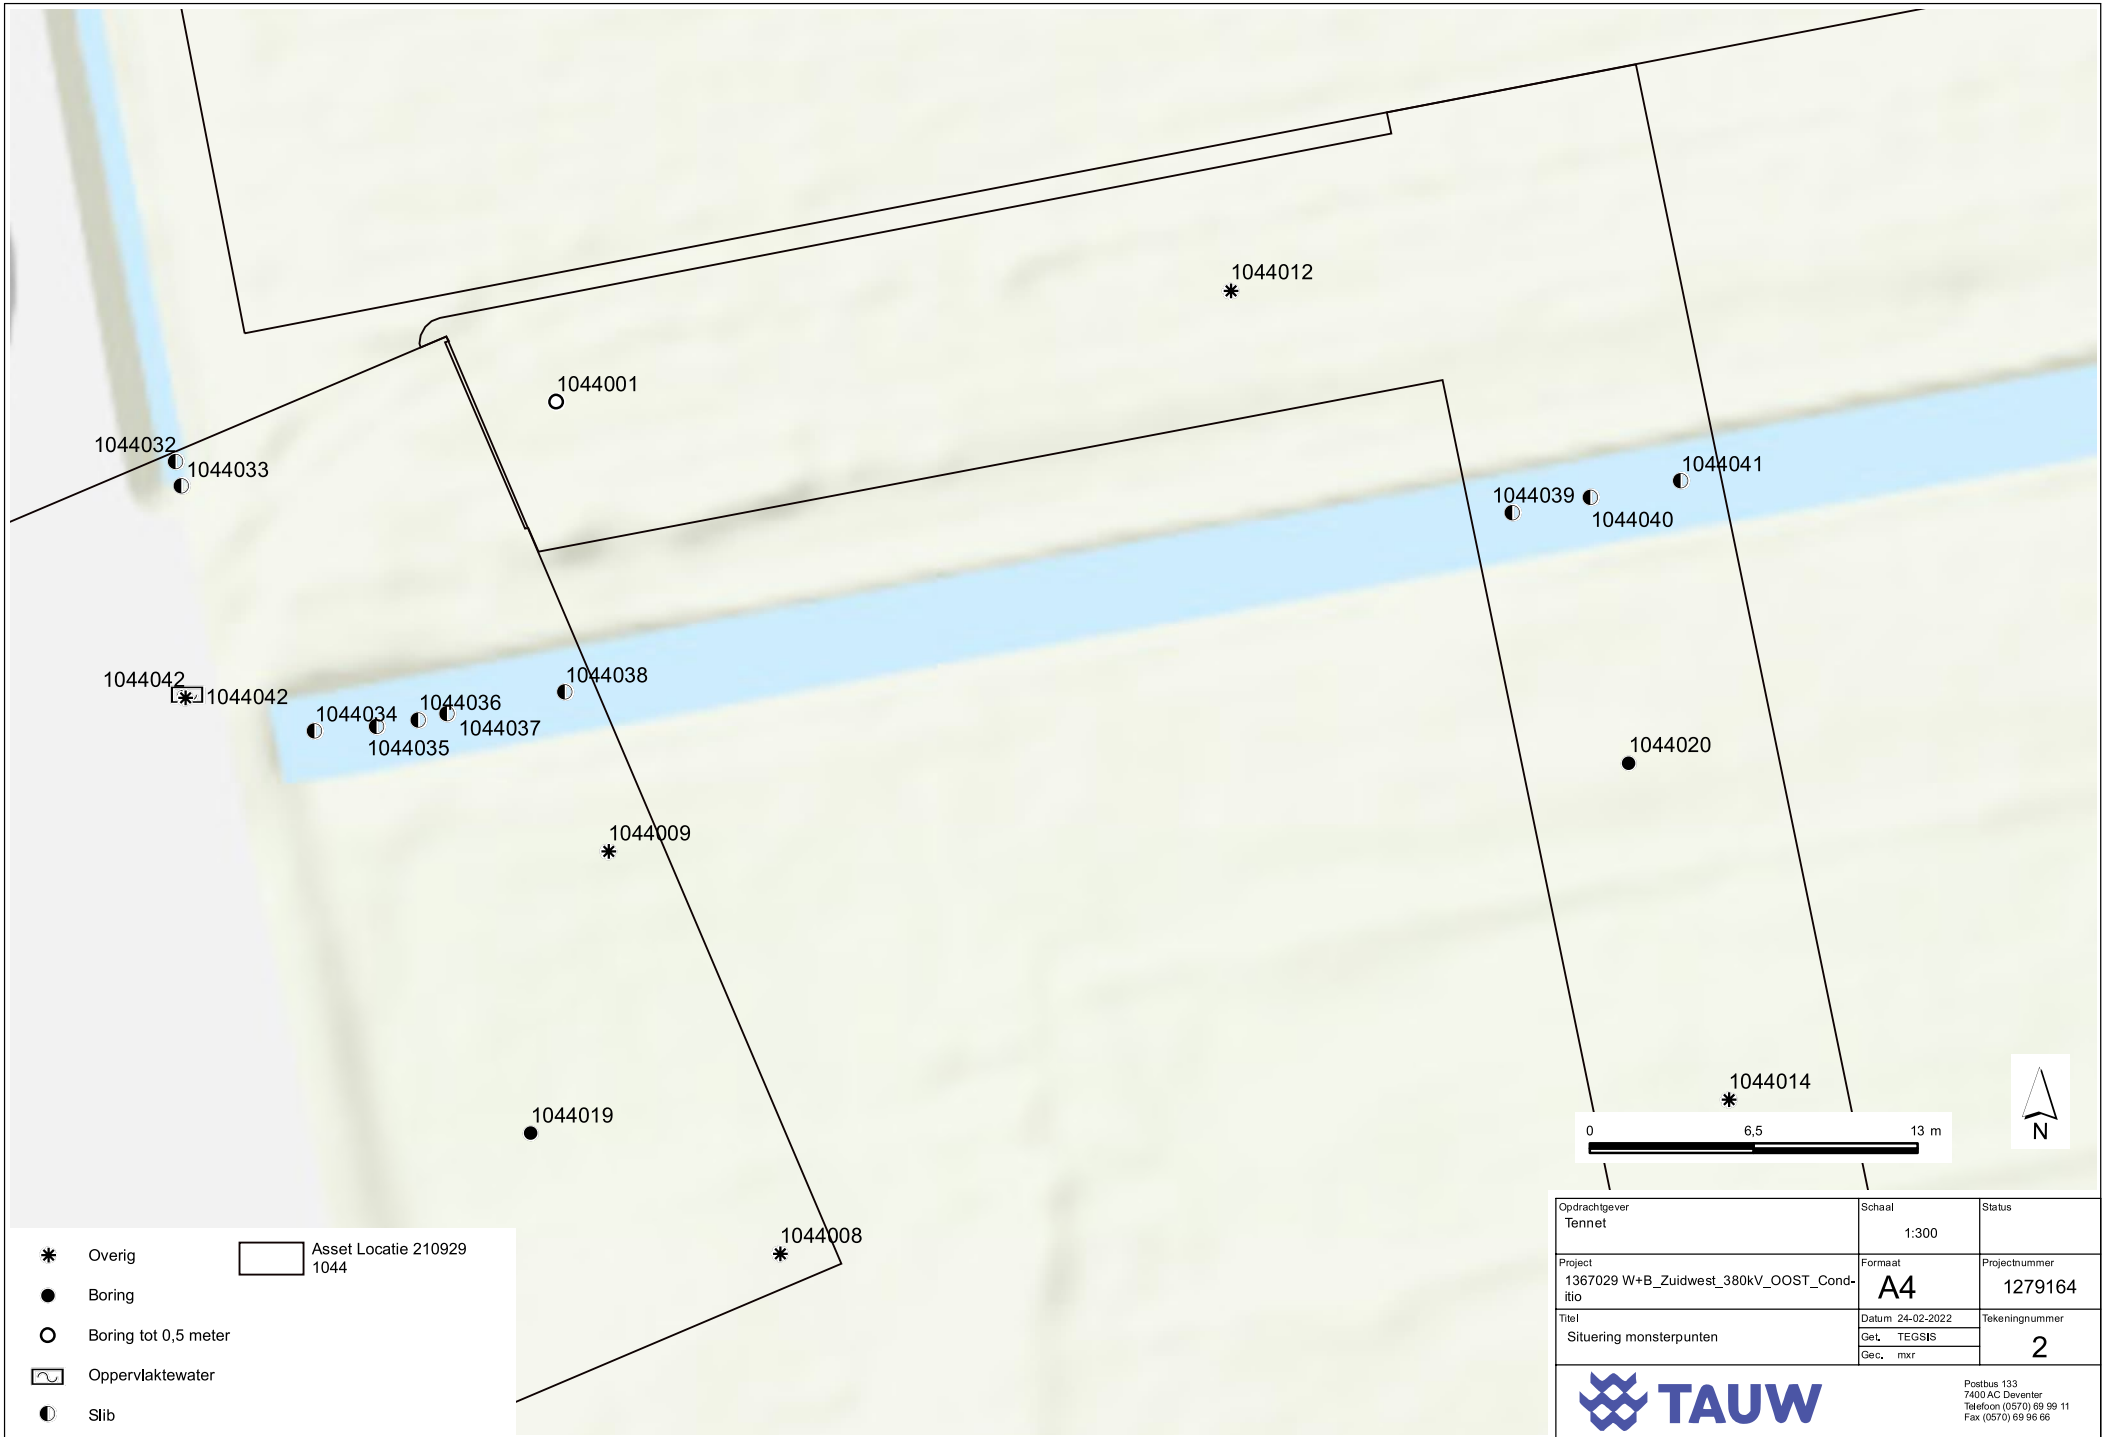 1044012
1044001
1044032
1044033
1044041
1044039
1044040
1044042
1044042
1044038
1044034
1044036
1044037
1044035
1044020
1044009
1044014
1044019
1044008
0 6,5 13 m
N
Overig
Boring
Boring tot 0,5 meter
Oppervlaktewater
Slib
Asset Locatie 210929
1044
Opdrachtgever
Tennet
Schaal
1:300
Status
Project
1367029 W+B_Zuidwest_380kV_OOST_Cond-
itio
Formaat
A4
Projectnummer
1279164
Titel
Situering monsterpunten
Datum 24-02-2022
Get. TEGSIS
Gec. mxr
Tekeningnummer
2
TAUW
Postbus 133
7400 AC Deventer
Telefoon (0570) 69 99 11
Fax (0570) 69 96 66